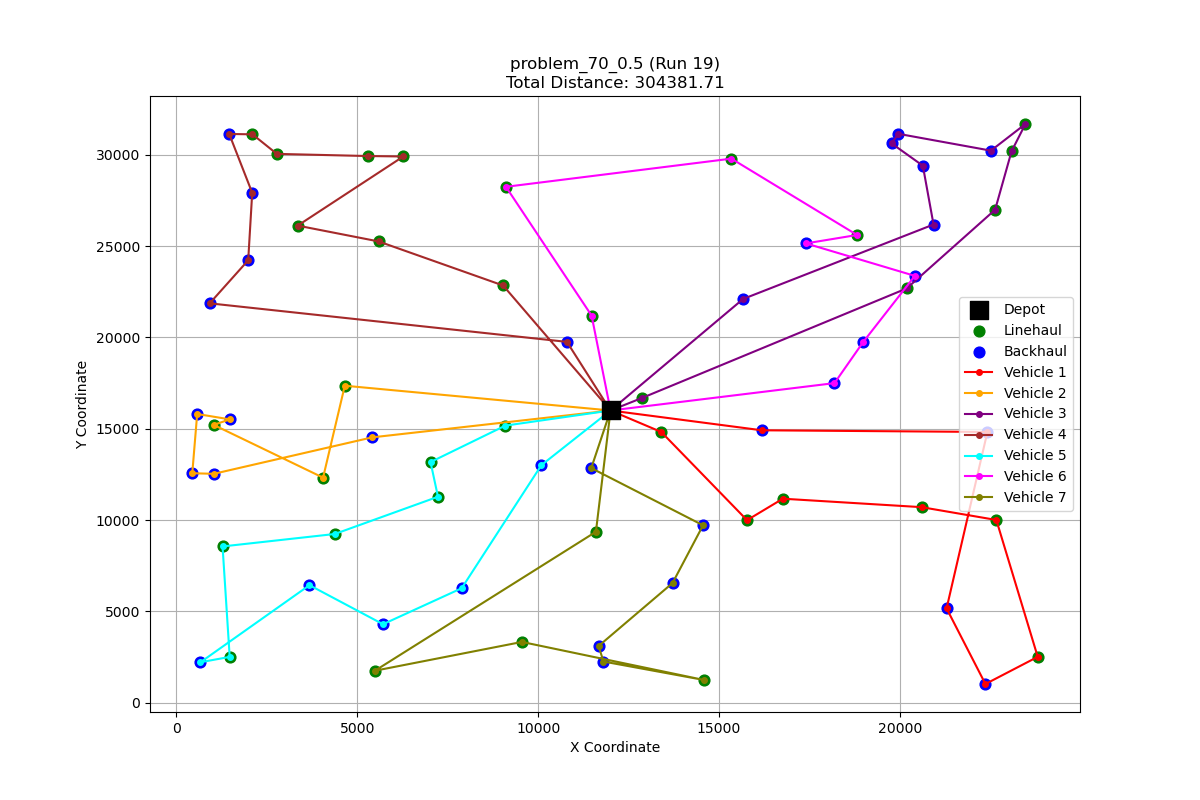 problem_70_0.5 (Run 19)
Total Distance: 304381.71
Y Coordinate
30000
25000
20000
15000
10000
5000
0
Depot
Linehaul
Backhaul
Vehicle 1
Vehicle 2
Vehicle 3
Vehicle 4
Vehicle 5
Vehicle 6
Vehicle 7
0
5000
10000
15000
20000
X Coordinate